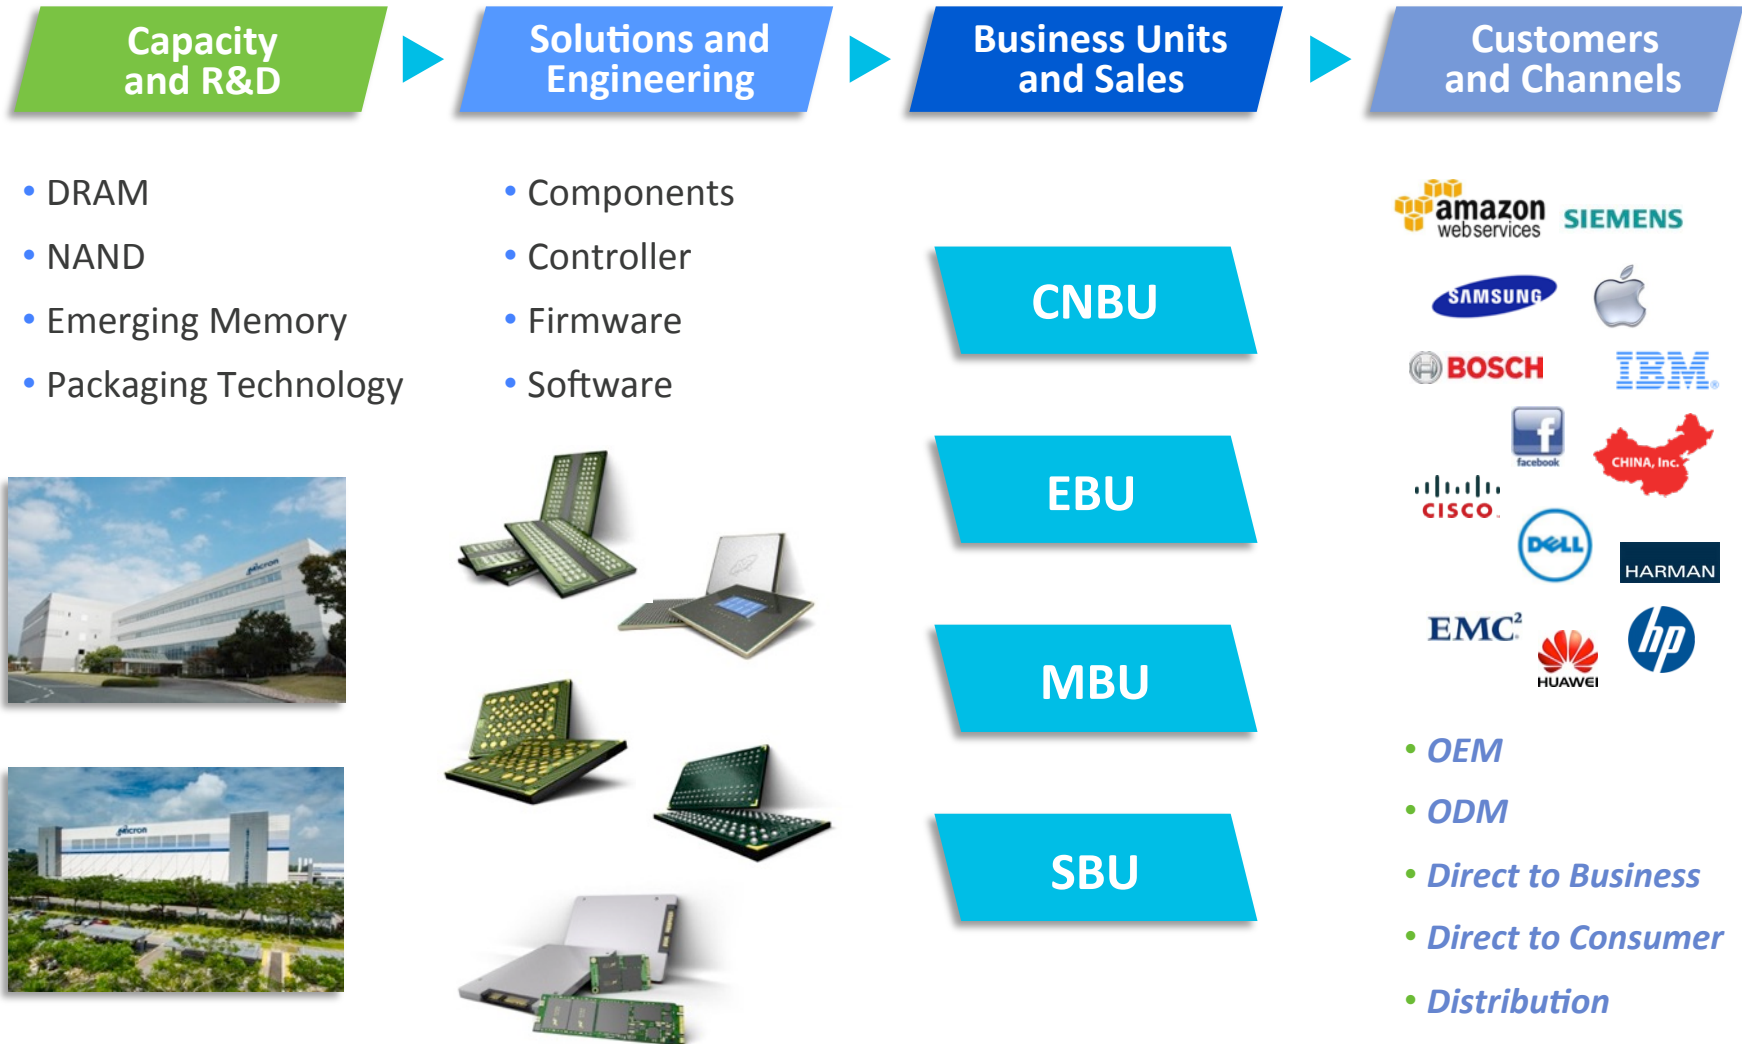 Capacity
and R&D
Solutions and
Engineering
Business Units
and Sales
Customers
and Channels
• DRAM
• NAND
• Emerging Memory
• Packaging Technology
Micron
Micron
• Components
• Controller
• Firmware
• Software
CNBU
EBU
MBU
SBU
amazon
webservices
SIEMENS
SAMSUNG
BOSCH
IBM®
facebook
CHINA, Inc.
CISCO
DELL
HARMAN
EMC²
HUAWEI
hp
• OEM
• ODM
• Direct to Business
• Direct to Consumer
• Distribution